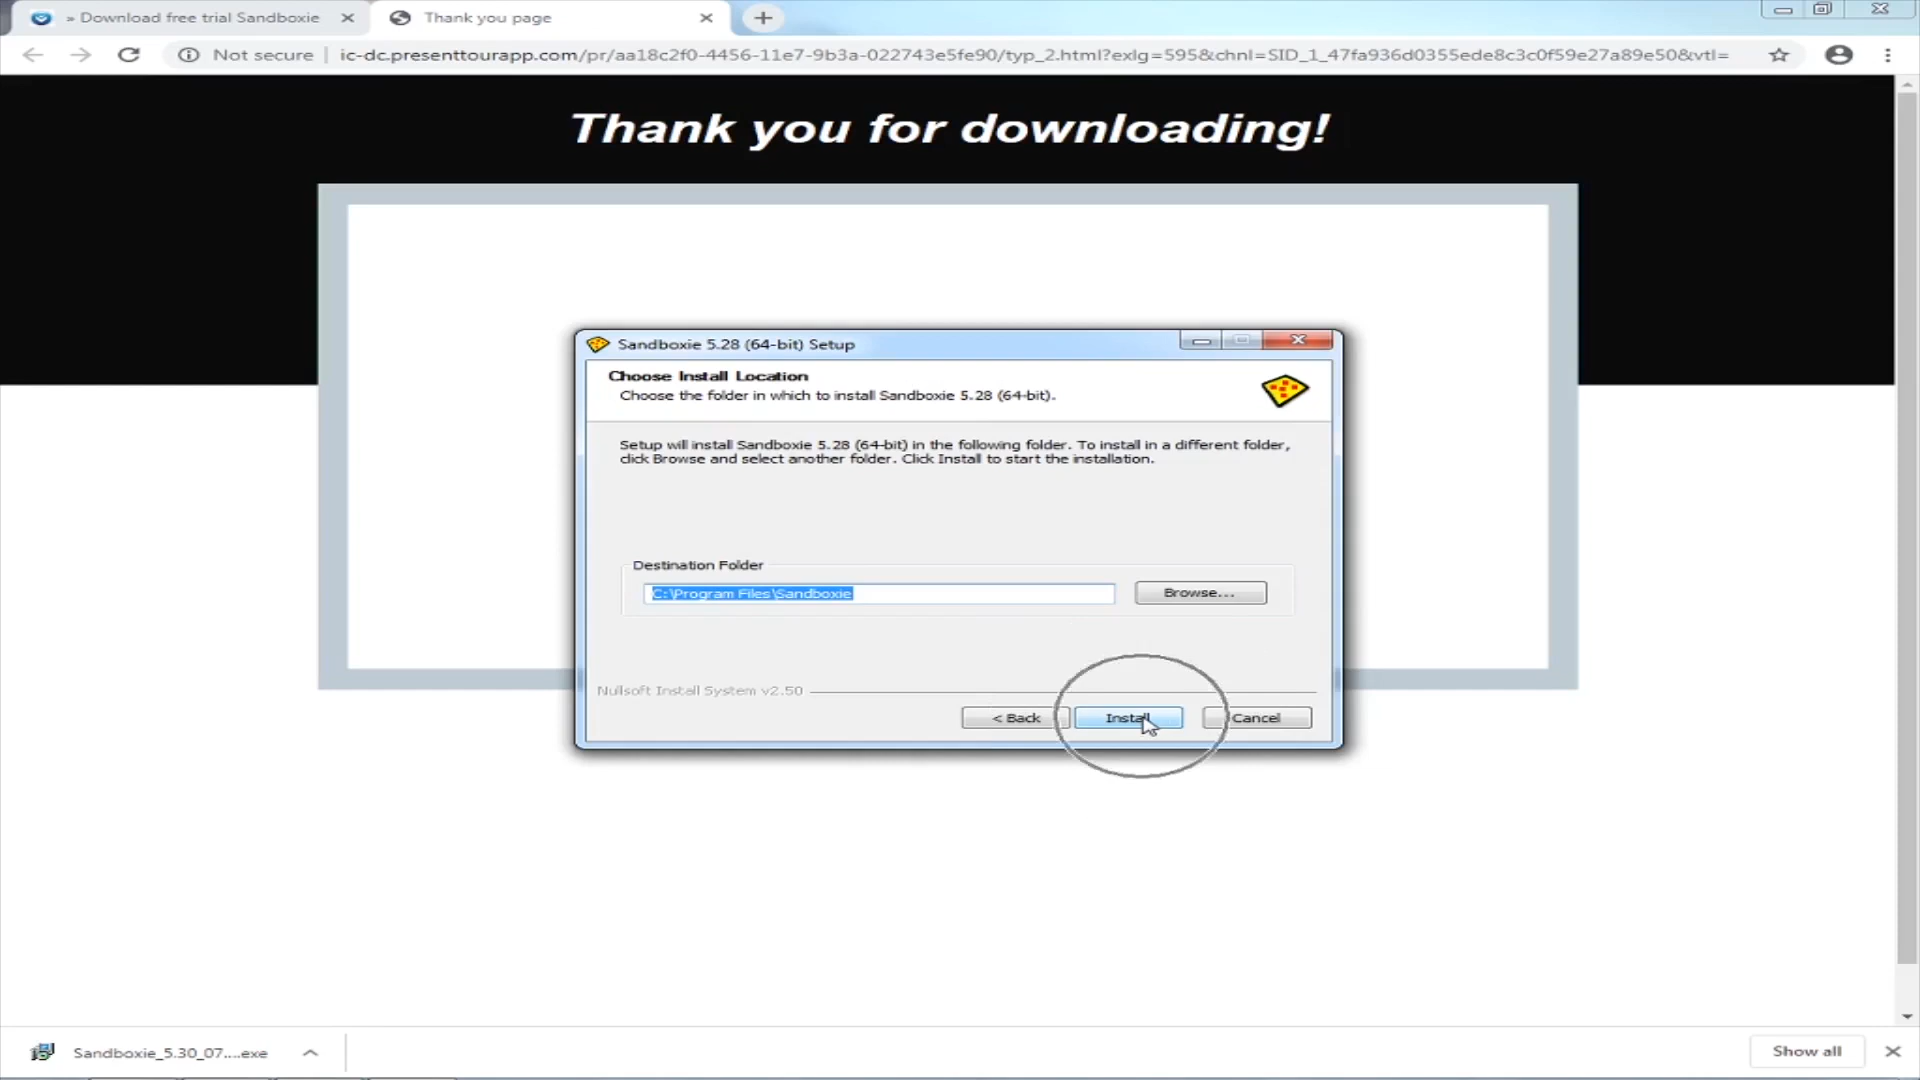 » Download free trial Sandboxie
Thank you page
Not secure
ic-dc.presenttourapp.com/pr/aa18c2f0-4456-11e7-9b3a-022743e5fe90/typ_2.html?exlg=595&chnl=SID_1_47fa936d0355ede8c3c0f59e27a89e50&vtl=
Thank you for downloading!
Sandboxie 5.28 (64-bit) Setup
Choose Install Location
Choose the folder in which to install Sandboxie 5.28 (64-bit).
Setup will install Sandboxie 5.28 (64-bit) in the following folder. To install in a different folder,
click Browse and select another folder. Click Install to start the installation.
Destination Folder
C:\Program Files\Sandboxie
Browse...
Nullsoft Install System v2.50
< Back
Install
Cancel
Sandboxie_5.30_07....exe
Show all